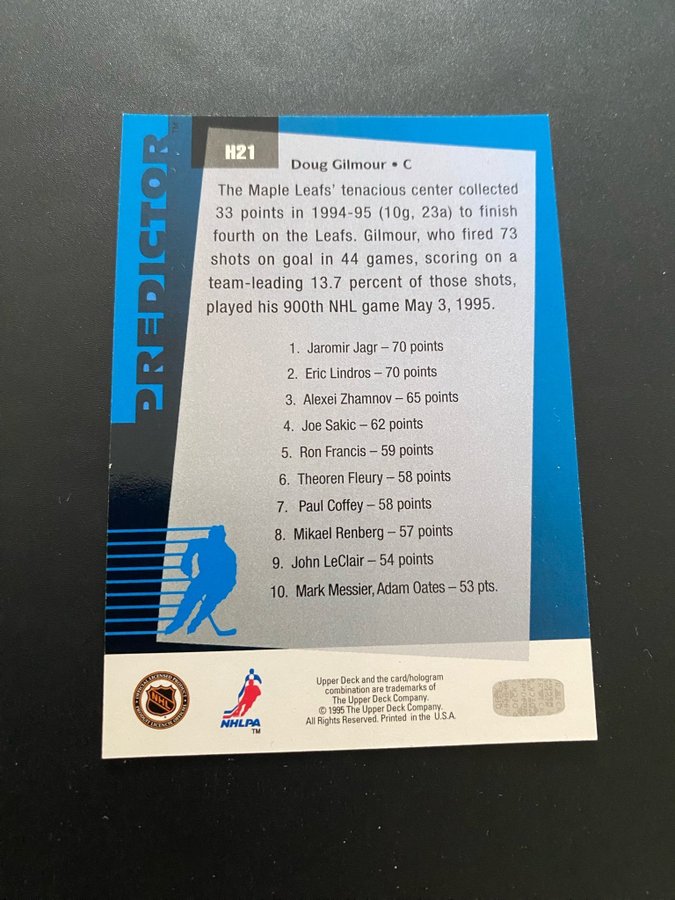 PREDICTOR™
H21
Doug Gilmour • C
The Maple Leafs' tenacious center collected
33 points in 1994-95 (10g, 23a) to finish
fourth on the Leafs. Gilmour, who fired 73
shots on goal in 44 games, scoring on a
team-leading 13.7 percent of those shots,
played his 900th NHL game May 3, 1995.
1. Jaromir Jagr – 70 points
2. Eric Lindros – 70 points
3. Alexei Zhamnov – 65 points
4. Joe Sakic – 62 points
5. Ron Francis – 59 points
6. Theoren Fleury – 58 points
7. Paul Coffey – 58 points
8. Mikael Renberg – 57 points
9. John LeClair – 54 points
10. Mark Messier, Adam Oates – 53 pts.
NHL
NHLPA
TM
Upper Deck and the card/hologram
combination are trademarks of
The Upper Deck Company.
© 1995 The Upper Deck Company.
All Rights Reserved. Printed in the U.S.A.